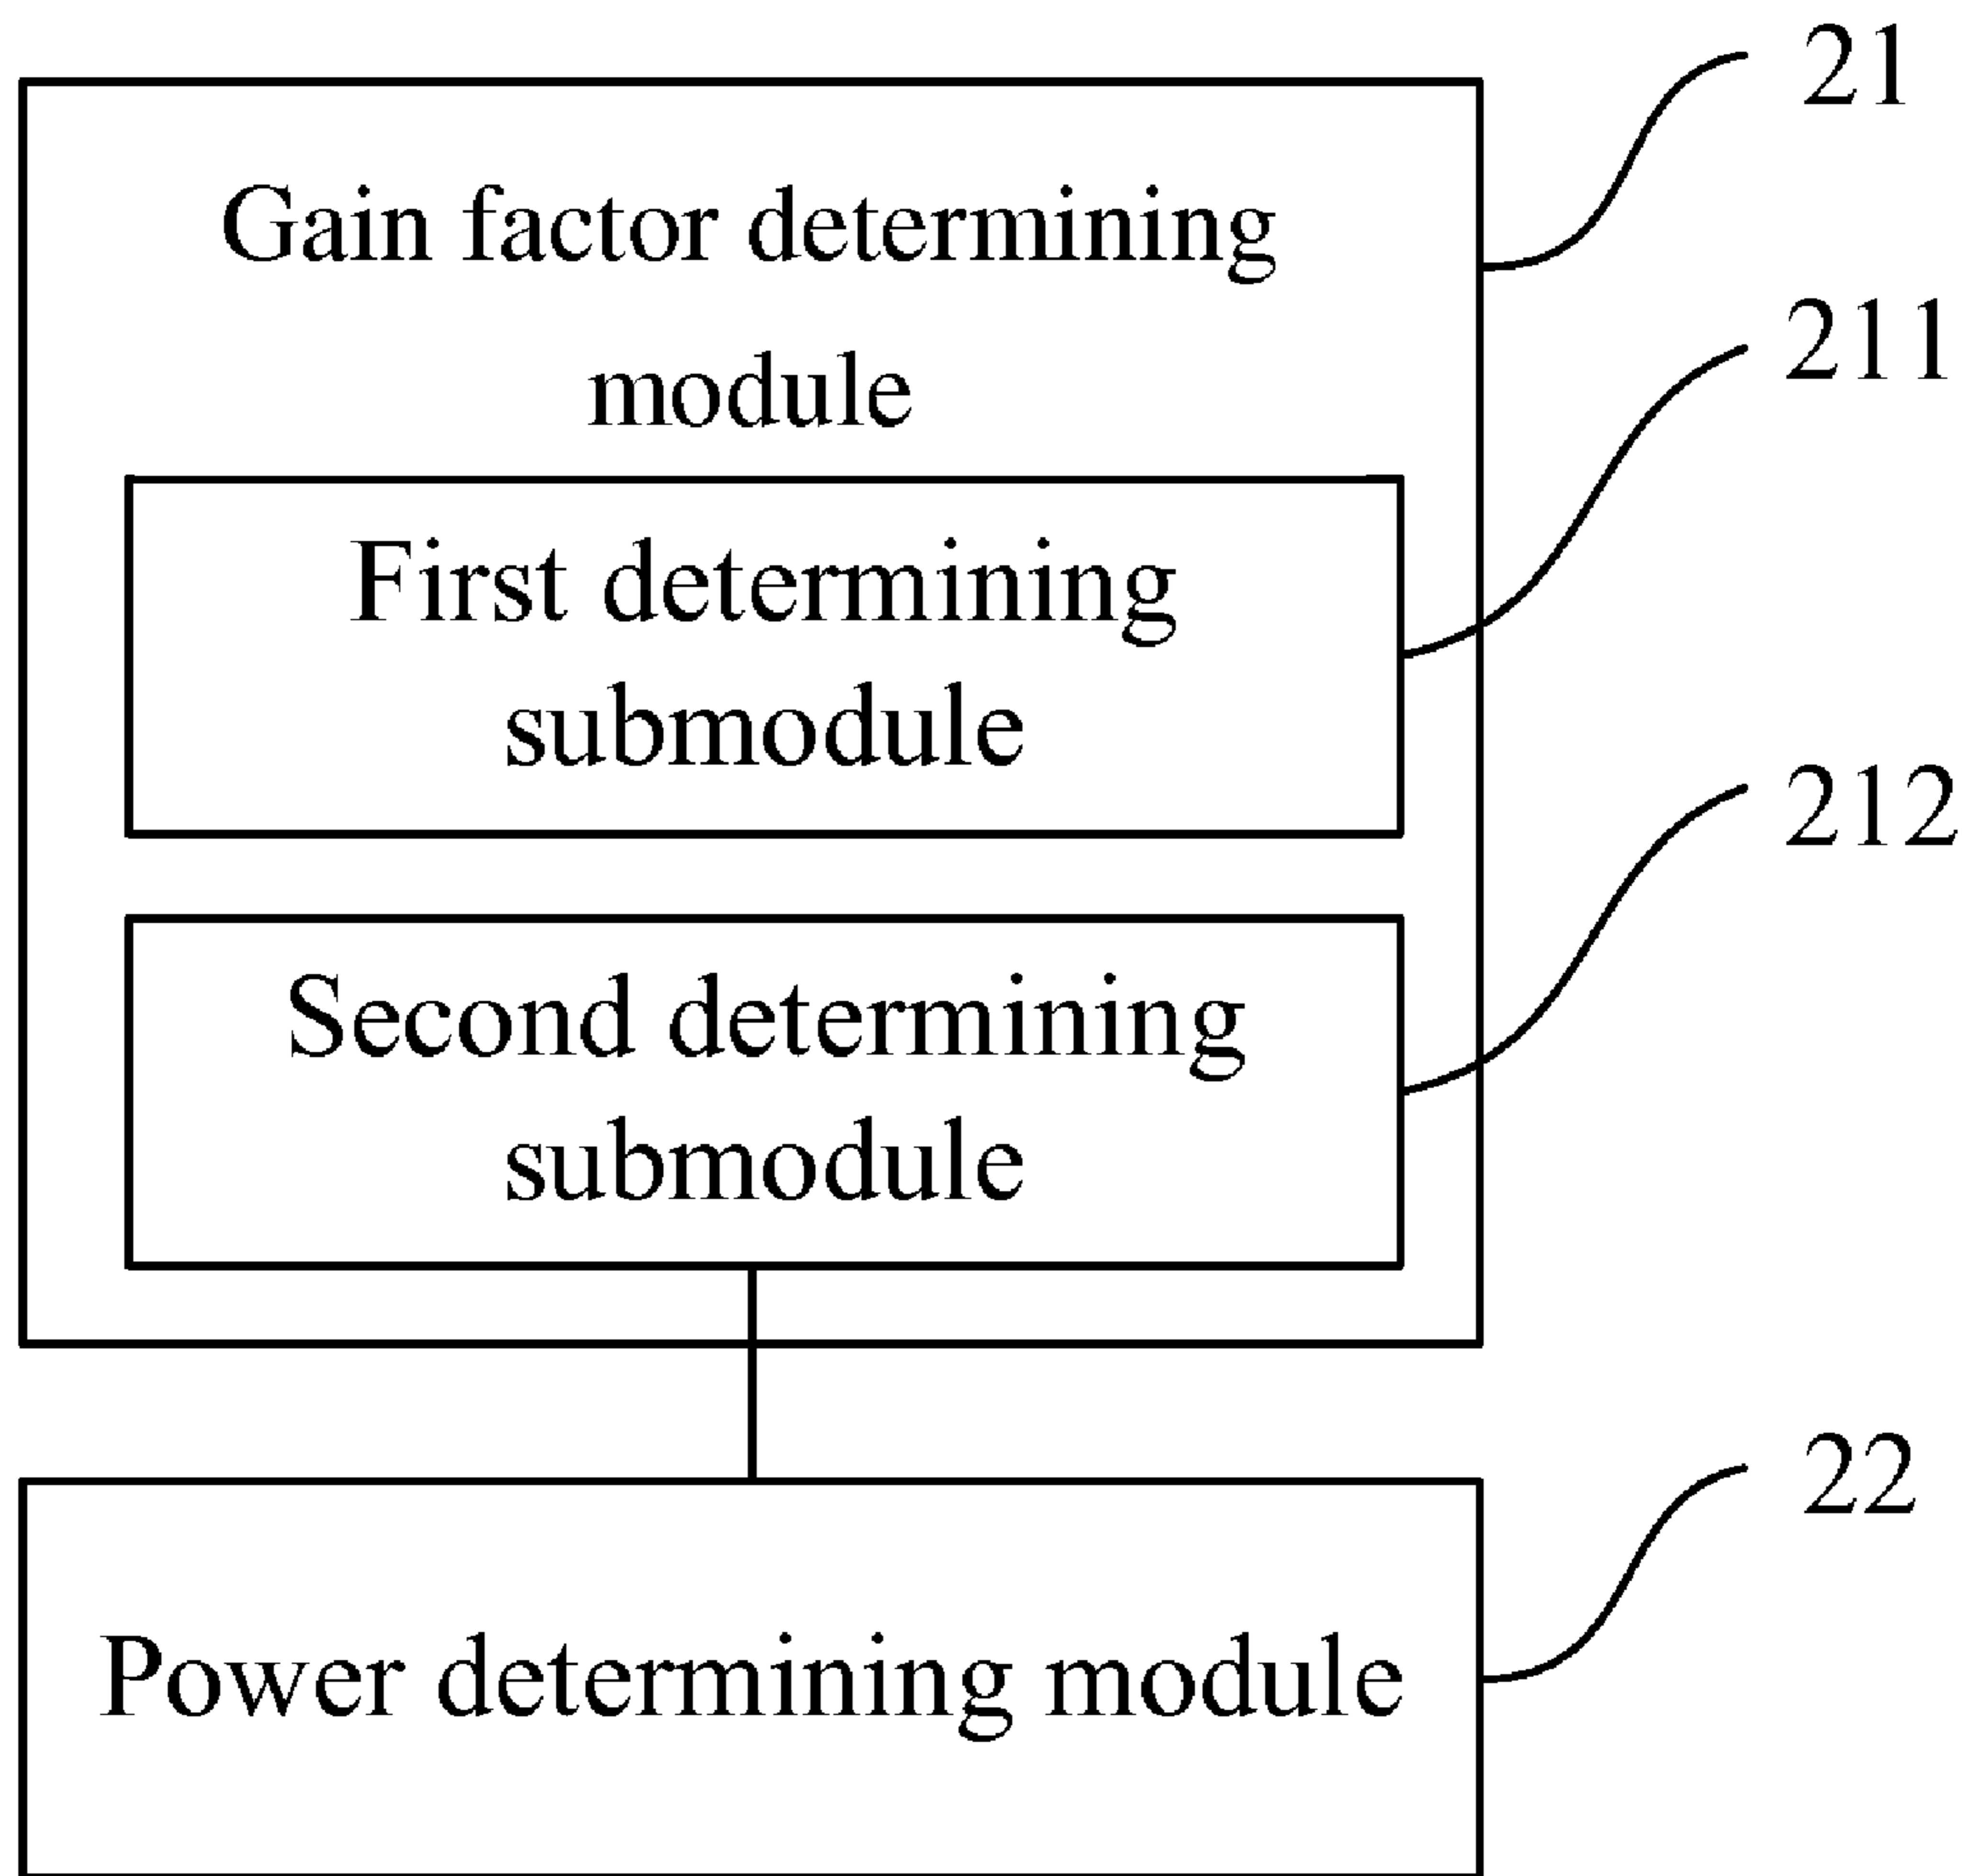 21
Gain factor determining
module
211
First determining
submodule
212
Second determining
submodule
22
Power determining module